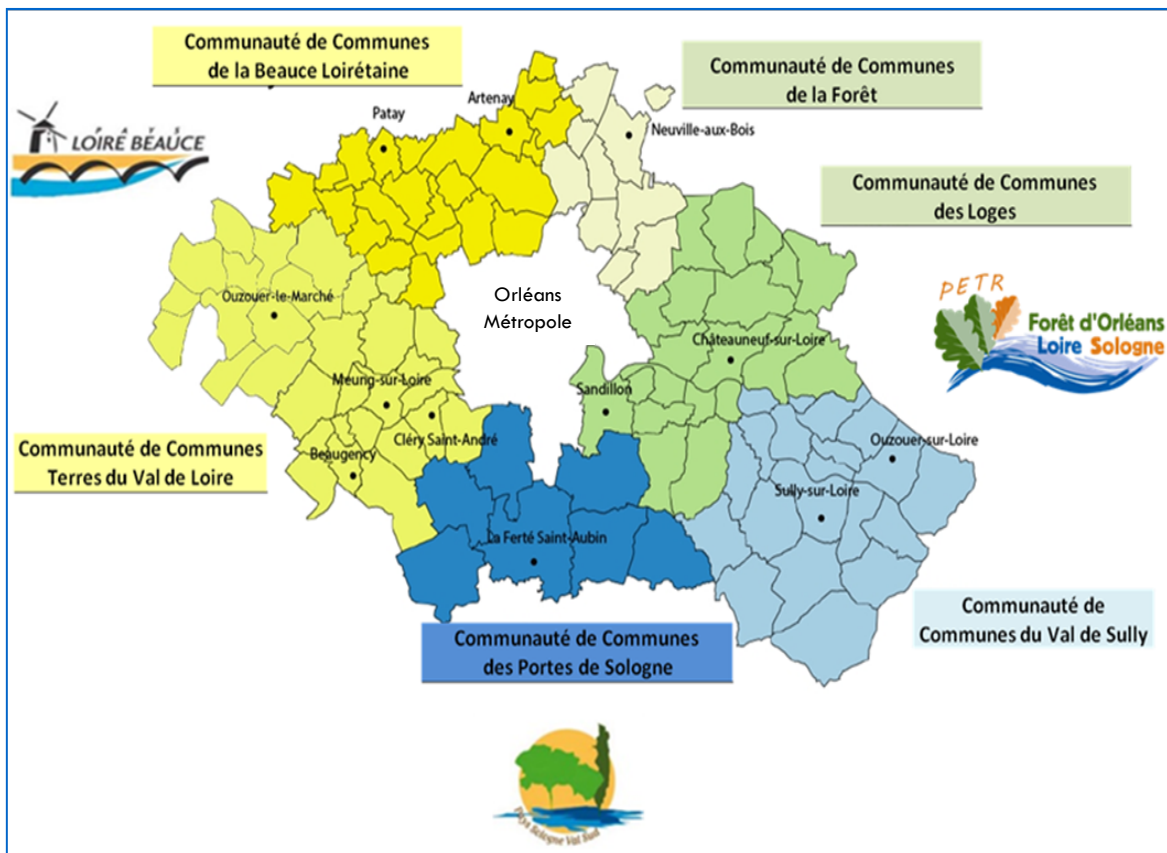 Communauté de Communes
de la Beauce Loirétaine
Communauté de Communes
de la Forêt
Artenay
Patay
Neuville-aux-Bois
LOIRE BEAUCE
Communauté de Communes
des Loges
Ouzouer-le-Marché
Orléans
Métropole
PETR
Forêt d'Orléans
Loire Sologne
Châteauneuf-sur-Loire
Meung-sur-Loire
Sandillon
Cléry Saint-André
Beaugency
Ouzouer-sur-Loire
Communauté de Communes
Terres du Val de Loire
Sully-sur-Loire
La Ferté Saint-Aubin
Communauté de
Communes du Val de Sully
Communauté de Communes
des Portes de Sologne
Pays Sologne Val Sud